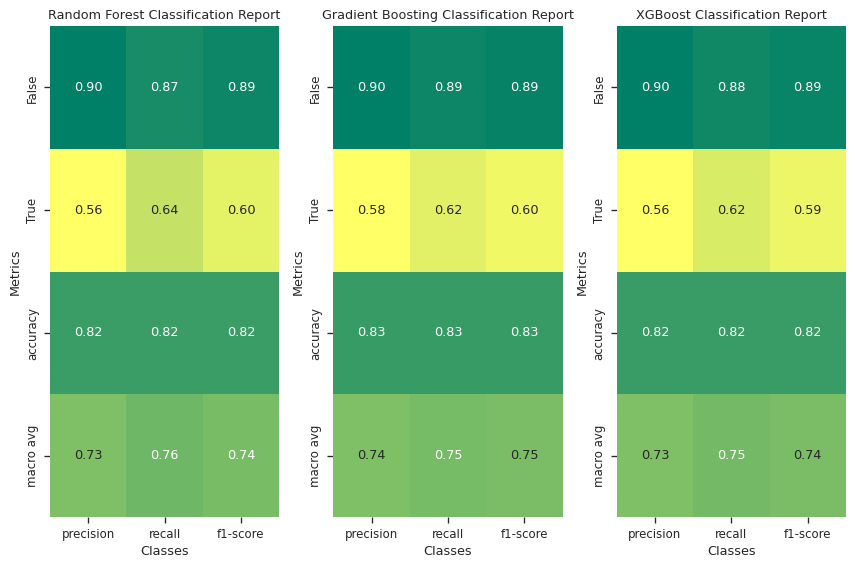 Random Forest Classification Report
Metrics
False
0.90 0.87 0.89
True
0.56 0.64 0.60
accuracy
0.82 0.82 0.82
macro avg
0.73 0.76 0.74
precision recall f1-score
Classes
Gradient Boosting Classification Report
Metrics
False
0.90 0.89 0.89
True
0.58 0.62 0.60
accuracy
0.83 0.83 0.83
macro avg
0.74 0.75 0.75
precision recall f1-score
Classes
XGBoost Classification Report
Metrics
False
0.90 0.88 0.89
True
0.56 0.62 0.59
accuracy
0.82 0.82 0.82
macro avg
0.73 0.75 0.74
precision recall f1-score
Classes